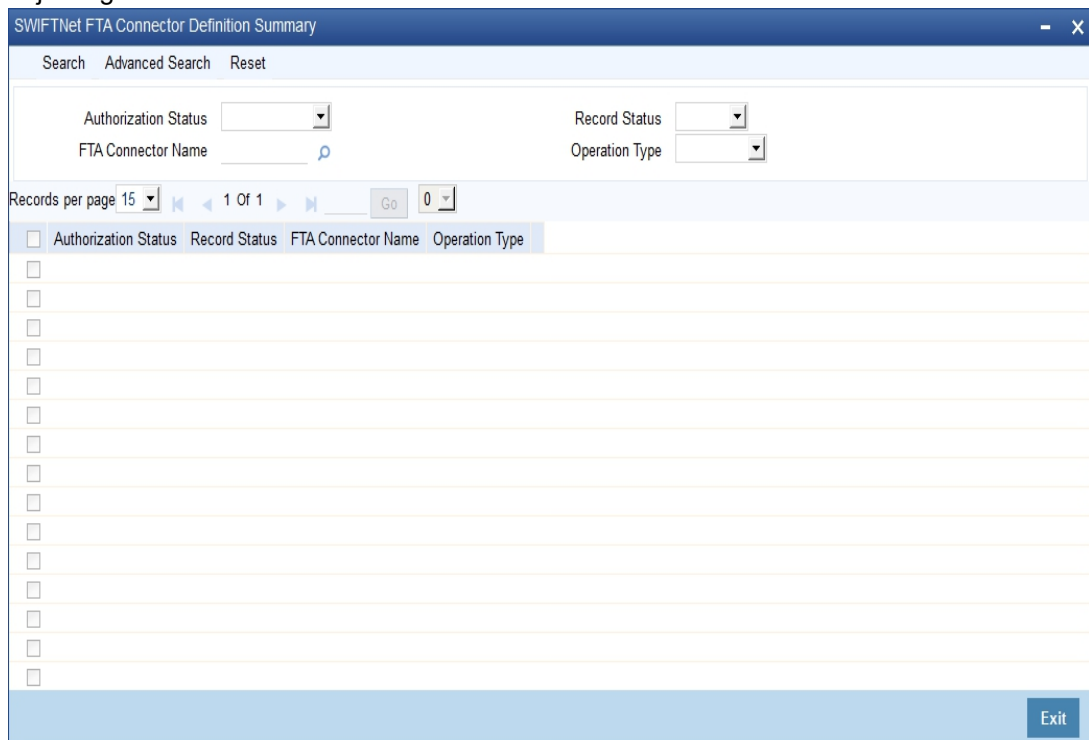 SWIFTNet FTA Connector Definition Summary
Search Advanced Search Reset
Authorization Status Record Status
FTA Connector Name Operation Type
Records per page 15 1 Of 1 Go 0
Authorization Status Record Status FTA Connector Name Operation Type
Exit